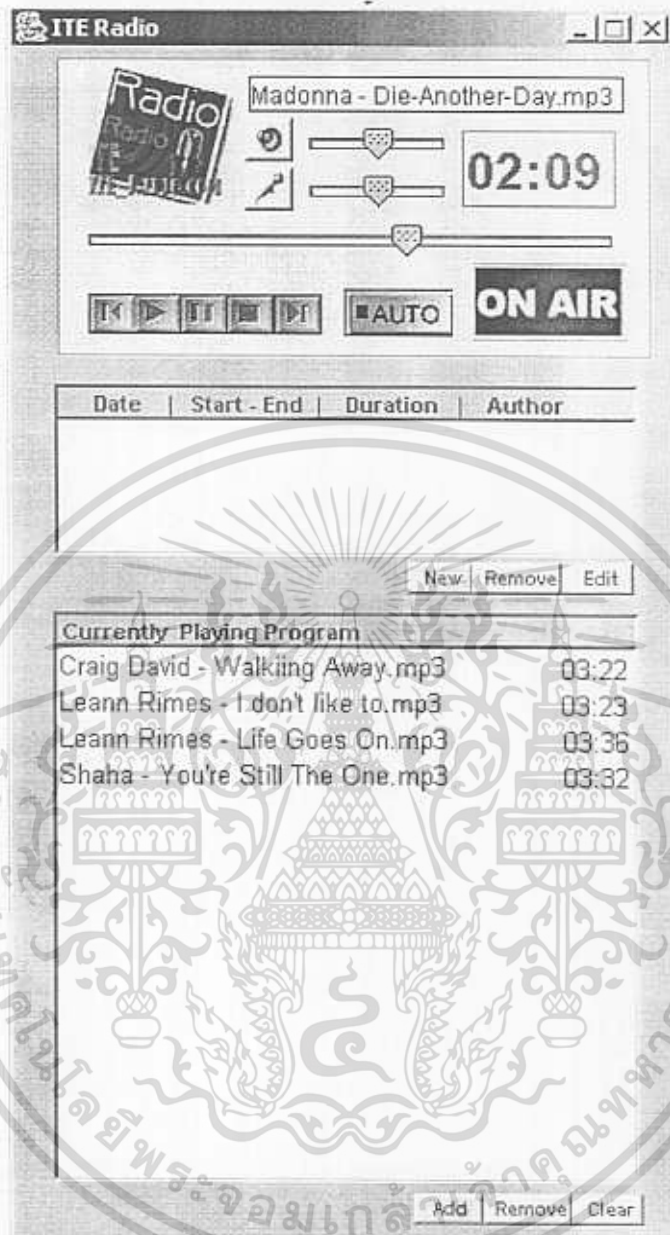 ITE Radio
Radio
Radio
Madonna - Die-Another-Day.mp3
02:09
AUTO
ON AIR
Date | Start - End | Duration | Author
New Remove Edit
Currently Playing Program
Craig David - Walkiing Away.mp3 03:22
Leann Rimes - I don't like to.mp3 03:23
Leann Rimes - Life Goes On.mp3 03:36
Shaha - You're Still The One.mp3 03:32
Add Remove Clear